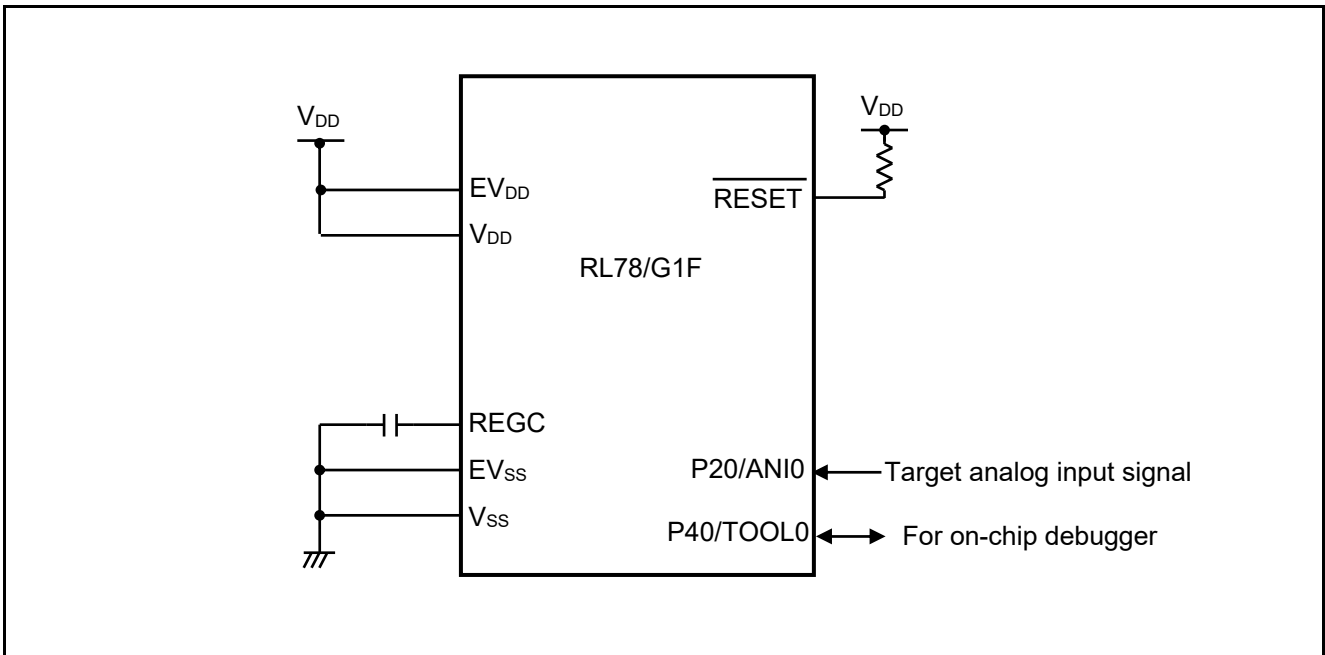 VDD
VDD
EVDD
RESET
VDD
RL78/G1F
REGC
EVSS
P20/ANI0 Target analog input signal
VSS
P40/TOOL0 For on-chip debugger